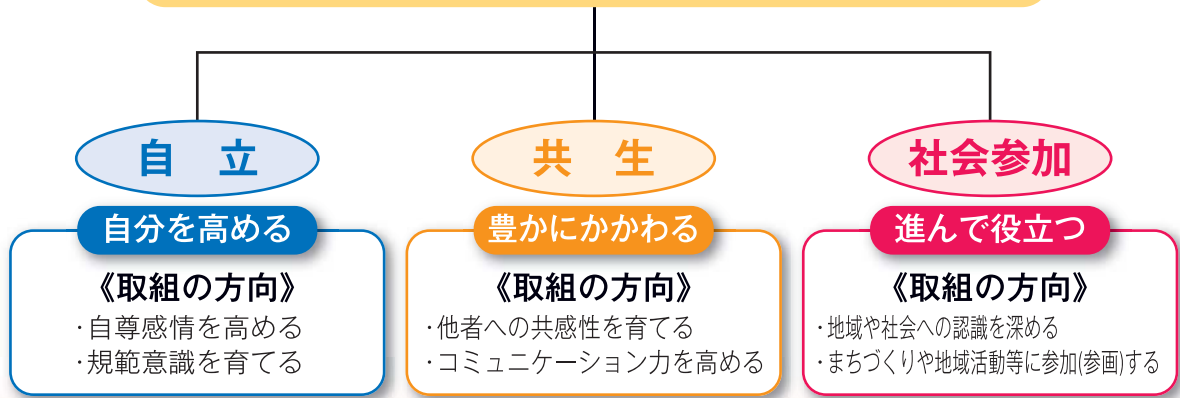 自 立
自分を高める
《取組の方向》
・自尊感情を高める
・規範意識を育てる
共 生
豊かにかかわる
《取組の方向》
・他者への共感性を育てる
・コミュニケーション力を高める
社会参加
進んで役立つ
《取組の方向》
・地域や社会への認識を深める
・まちづくりや地域活動等に参加(参画)する